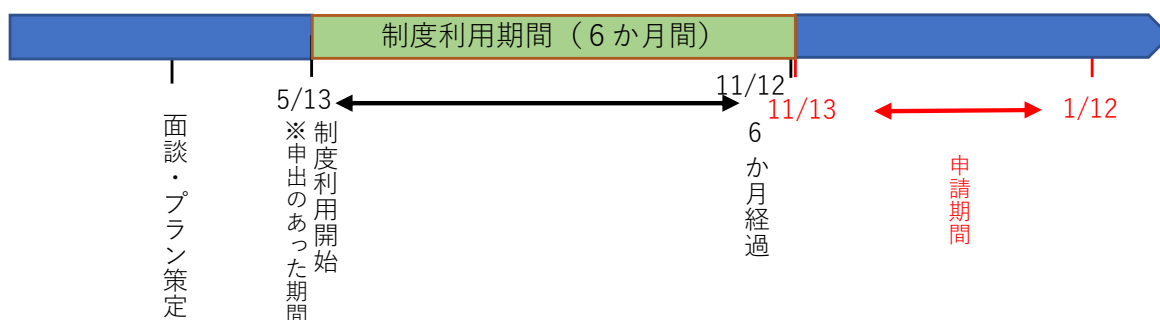 制度利用期間（６か月間）
面談・プラン策定
5/13
制度利用開始
※申出のあった期間
11/12
６か月経過
11/13
申請期間
1/12